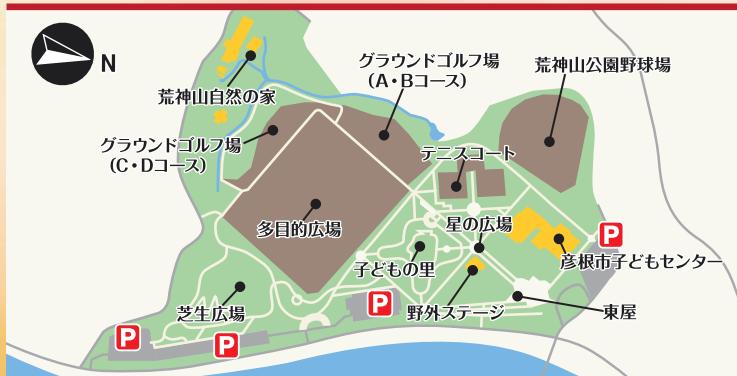 N
荒神山自然の家
グラウンドゴルフ場
(A・Bコース)
荒神山公園野球場
グラウンドゴルフ場
(C・Dコース)
テニスコート
多目的広場
星の広場
P
子どもの里
彦根市子どもセンター
芝生広場
P
野外ステージ
東屋
P
P